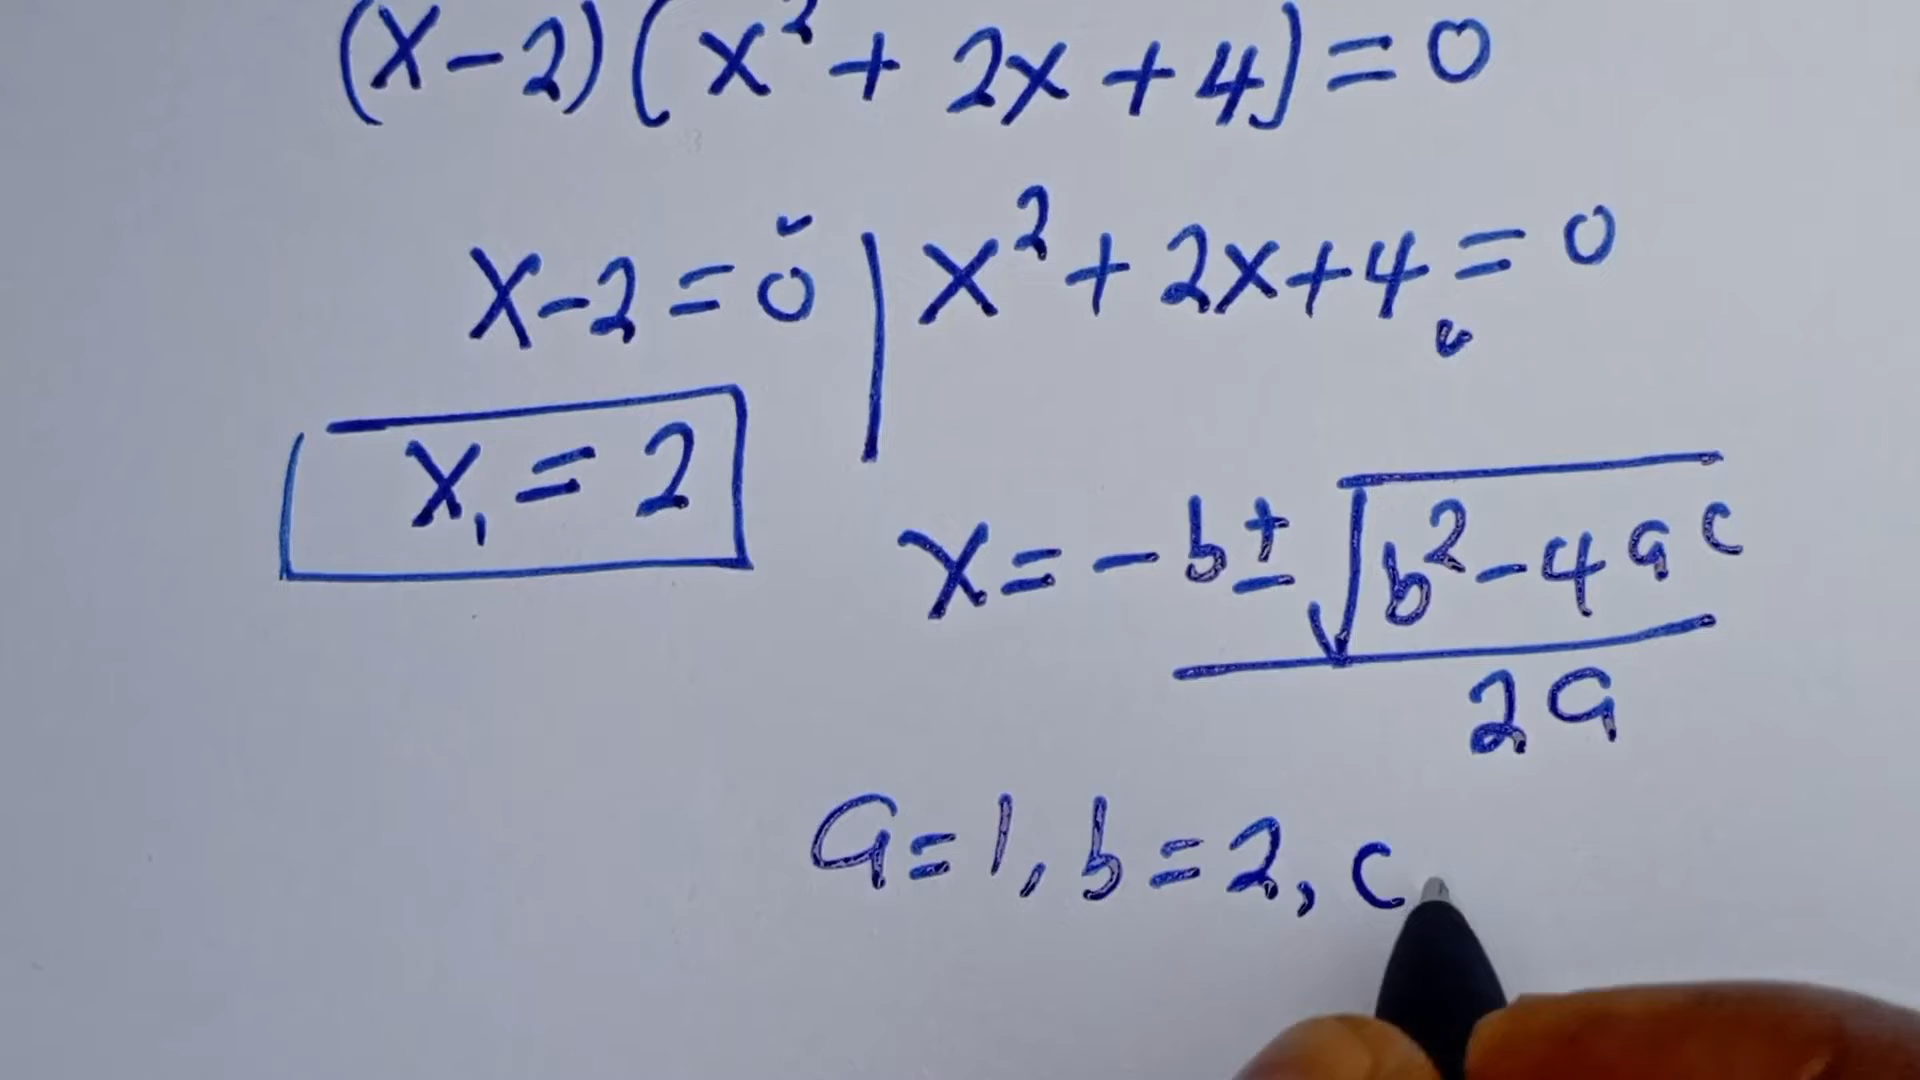 (x-2)(x²+2x+4)=0
x-2=0 | x²+2x+4=0
x₁=2
x=-b±√b²-4ac
2a
a=1, b=2, c